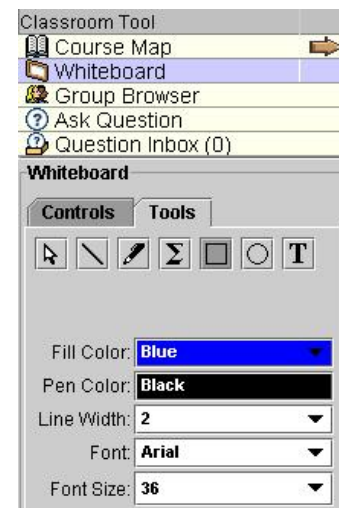 Classroom Tool
Course Map
Whiteboard
Group Browser
Ask Question
Question Inbox (0)
Whiteboard
Controls Tools
Σ T
Fill Color: Blue
Pen Color: Black
Line Width: 2
Font: Arial
Font Size: 36